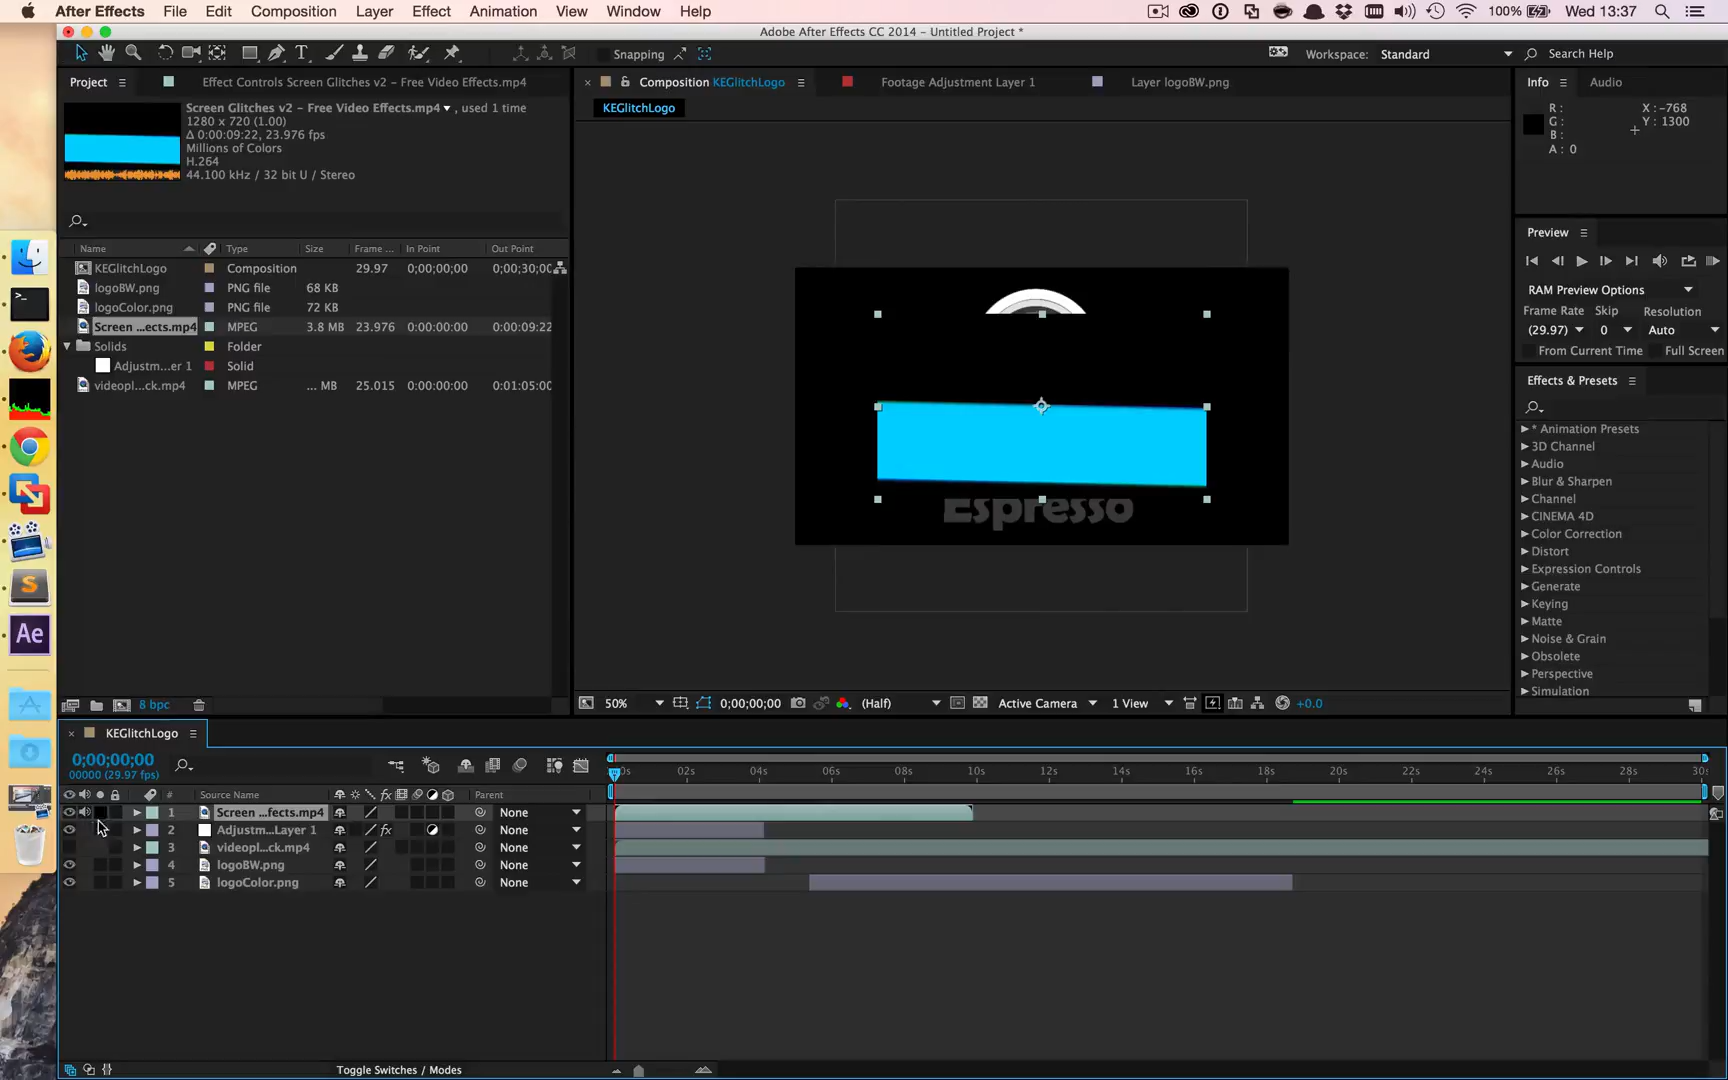 After Effects File Edit Composition Layer Effect Animation View Window Help 100% Wed 13:37
Adobe After Effects CC 2014 – Untitled Project *
Snapping Workspace: Standard Search Help
Project Effect Controls Screen Glitches v2 – Free Video Effects.mp4
Screen Glitches v2 – Free Video Effects.mp4 , used 1 time
1280 x 720 (1.00)
Δ 0:00:09:22, 23.976 fps
Millions of Colors
H.264
44.100 kHz / 32 bit U / Stereo
Name Type Size Frame ... In Point Out Point
KEGlitchLogo Composition 29.97 0;00;00;00 0;00;30;00
logoBW.png PNG file 68 KB
logoColor.png PNG file 72 KB
Screen ...ects.mp4 MPEG 3.8 MB 23.976 0:00:00:00 0:00:09:22
Solids Folder
Adjustm...er 1 Solid
videopl...ck.mp4 MPEG ... MB 25.015 0:00:00:00 0:01:05:00
8 bpc
Composition KEGlitchLogo Footage Adjustment Layer 1 Layer logoBW.png
KEGlitchLogo
Espresso
50% 0;00;00;00 (Half) Active Camera 1 View +0.0
Info Audio
R: X: -768
G: Y: 1300
B:
A: 0
Preview
RAM Preview Options
Frame Rate Skip Resolution
(29.97) 0 Auto
From Current Time Full Screen
Effects & Presets
* Animation Presets
3D Channel
Audio
Blur & Sharpen
Channel
CINEMA 4D
Color Correction
Distort
Expression Controls
Generate
Keying
Matte
Noise & Grain
Obsolete
Perspective
Simulation
KEGlitchLogo
0;00;00;00
00000 (29.97 fps)
02s 04s 06s 08s 10s 12s 14s 16s 18s 20s 22s 24s 26s 28s 30s
# Source Name Parent
1 Screen ...fects.mp4 None
2 Adjustm...Layer 1 None
3 videopl...ck.mp4 None
4 logoBW.png None
5 logoColor.png None
Toggle Switches / Modes
Ae